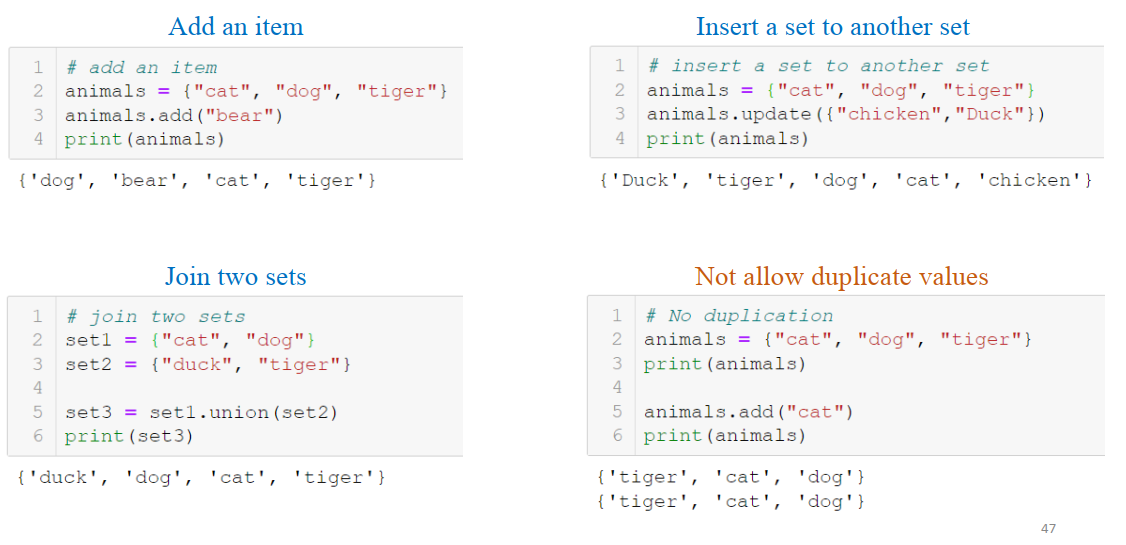 Add an item
1 # add an item
2 animals = {"cat", "dog", "tiger"}
3 animals.add("bear")
4 print(animals)
{'dog', 'bear', 'cat', 'tiger'}
Insert a set to another set
1 # insert a set to another set
2 animals = {"cat", "dog", "tiger"}
3 animals.update({"chicken","Duck"})
4 print(animals)
{'Duck', 'tiger', 'dog', 'cat', 'chicken'}
Join two sets
1 # join two sets
2 set1 = {"cat", "dog"}
3 set2 = {"duck", "tiger"}
4
5 set3 = set1.union(set2)
6 print(set3)
{'duck', 'dog', 'cat', 'tiger'}
Not allow duplicate values
1 # No duplication
2 animals = {"cat", "dog", "tiger"}
3 print(animals)
4
5 animals.add("cat")
6 print(animals)
{'tiger', 'cat', 'dog'}
{'tiger', 'cat', 'dog'}
47